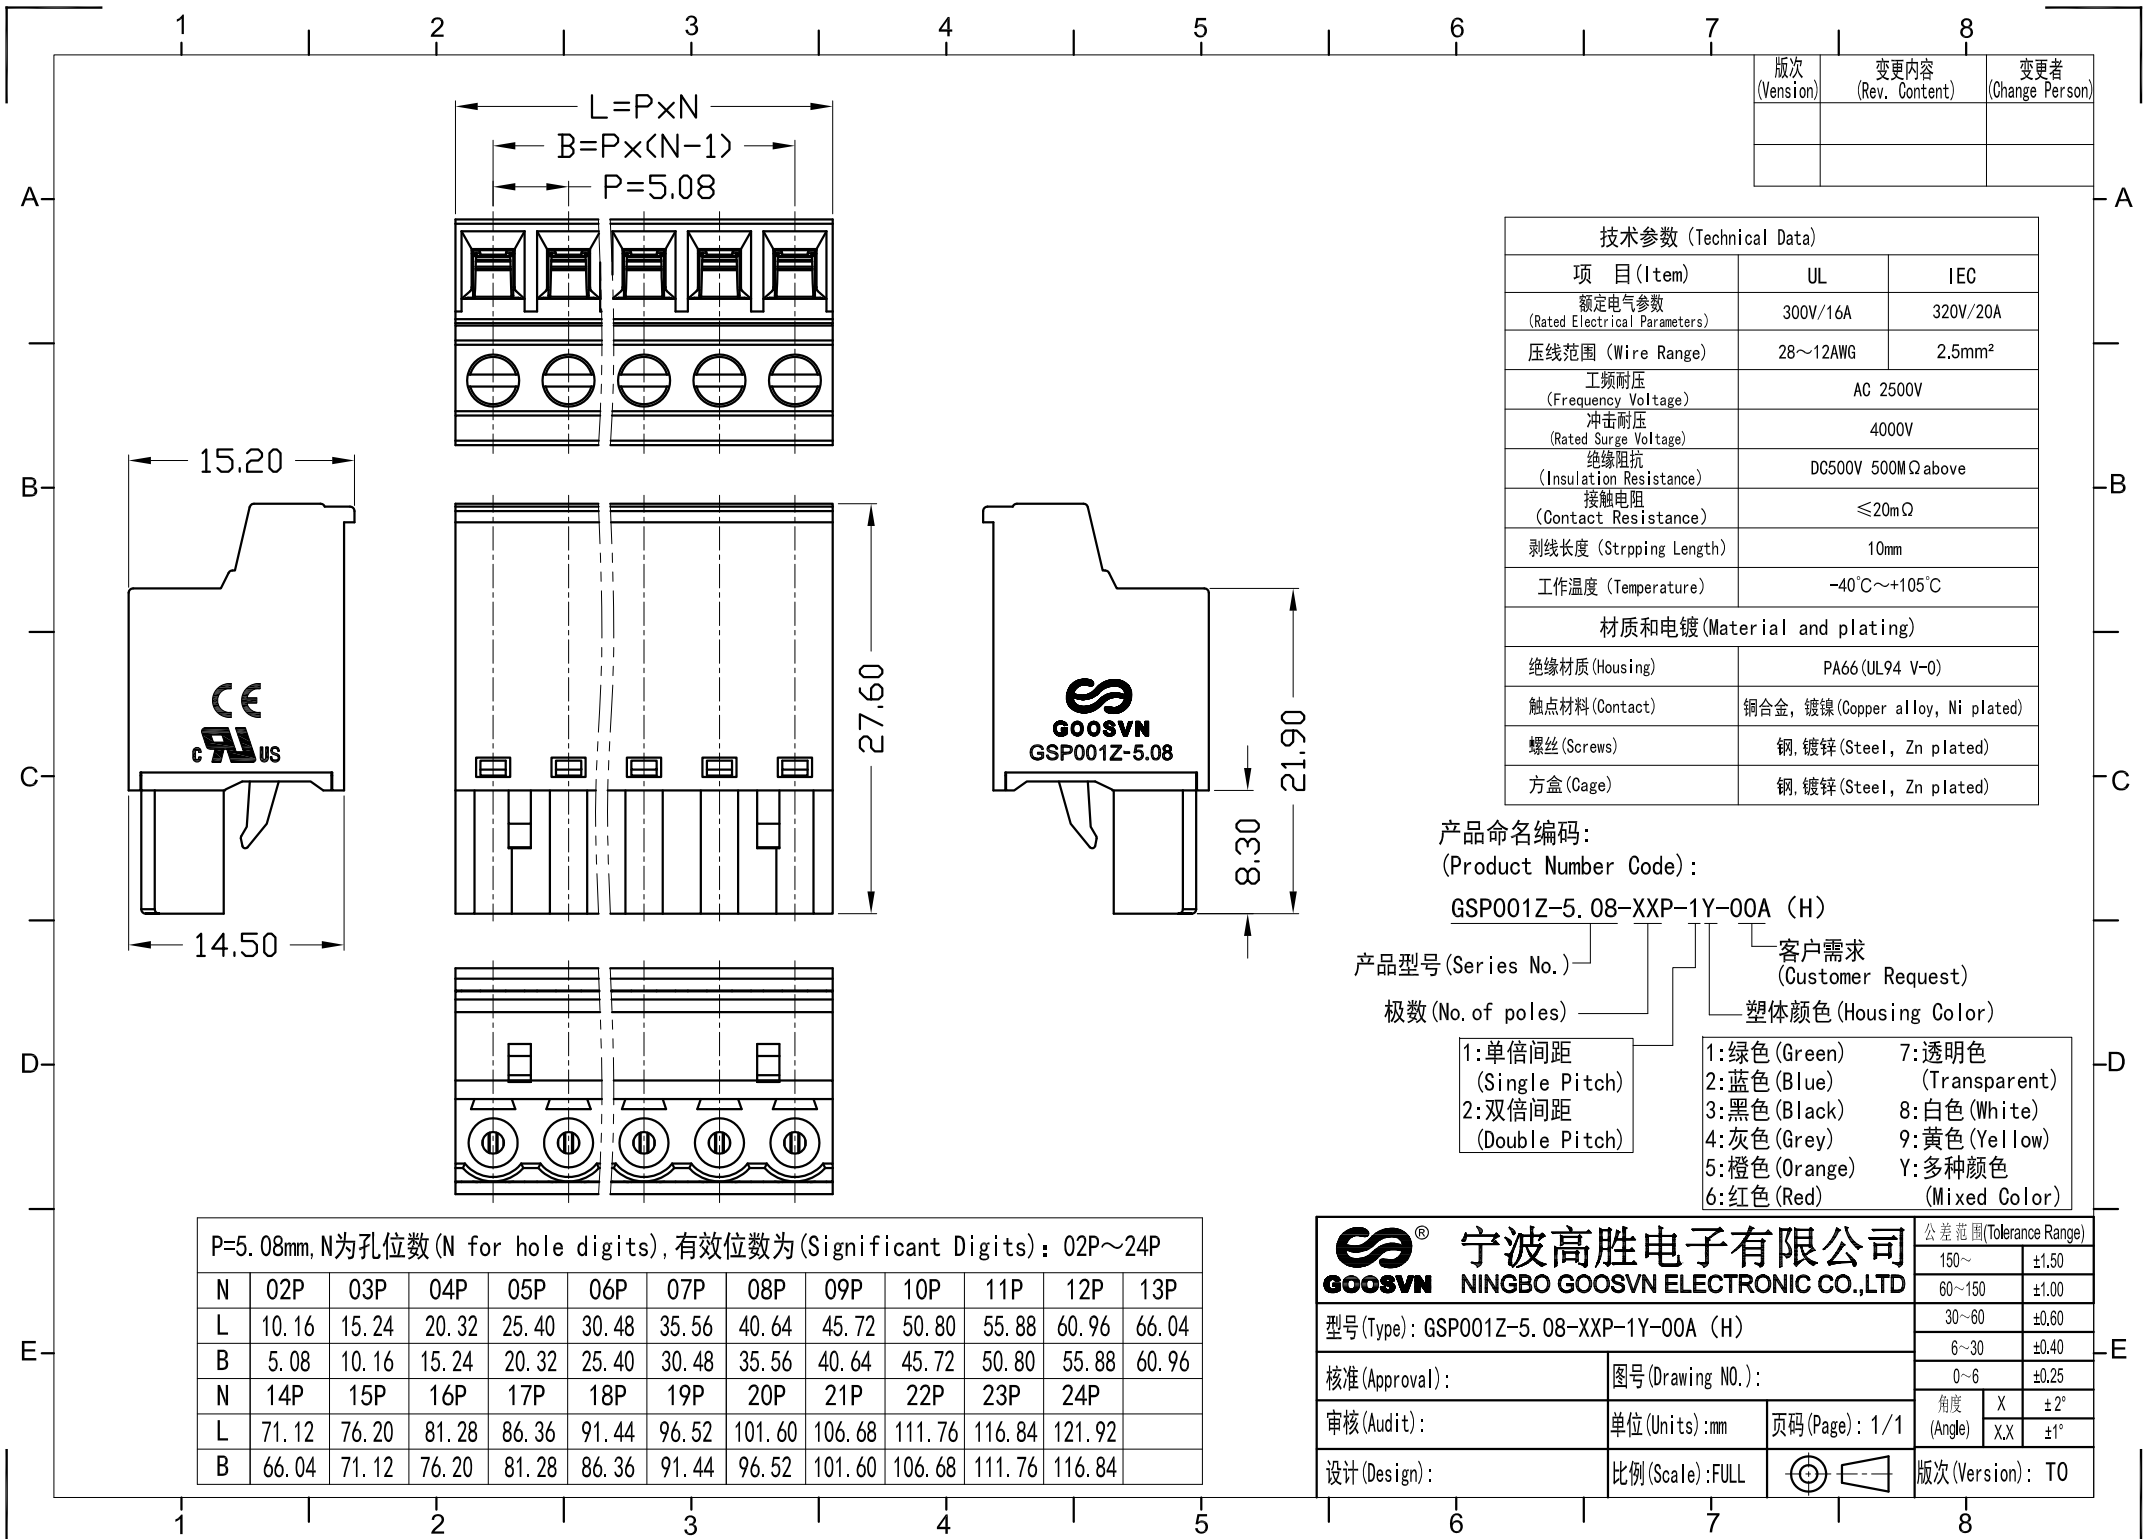 1 2 3 4 5 6 7 8
版次 变更内容 变更者
(Vension) (Rev. Content) (Change Person)
L=P×N
B=P×(N-1)
P=5.08
A A
技术参数 (Technical Data)
项 目(Item) UL IEC
额定电气参数
(Rated Electrical Parameters) 300V/16A 320V/20A
压线范围 (Wire Range) 28～12AWG 2.5mm²
工频耐压
(Frequency Voltage) AC 2500V
冲击耐压
(Rated Surge Voltage) 4000V
绝缘阻抗
(Insulation Resistance) DC500V 500MΩabove
接触电阻
(Contact Resistance) ≤20mΩ
剥线长度 (Strpping Length) 10mm
工作温度 (Temperature) -40℃～+105℃
材质和电镀(Material and plating)
绝缘材质(Housing) PA66(UL94 V-0)
触点材料(Contact) 铜合金, 镀镍(Copper alloy, Ni plated)
螺丝(Screws) 钢,镀锌(Steel, Zn plated)
方盒(Cage) 钢,镀锌(Steel, Zn plated)
15.20
B B
27.60
CE
c RU US
14.50
GOOSVN
GSP001Z-5.08
21.90
8.30
C C
产品命名编码:
(Product Number Code):
GSP001Z-5.08-XXP-1Y-00A (H)
产品型号(Series No.)
客户需求
(Customer Request)
极数(No.of poles)
塑体颜色(Housing Color)
1:单倍间距
(Single Pitch)
2:双倍间距
(Double Pitch)
1:绿色(Green) 7:透明色
2:蓝色(Blue) (Transparent)
3:黑色(Black) 8:白色(White)
4:灰色(Grey) 9:黄色(Yellow)
5:橙色(Orange) Y:多种颜色
6:红色(Red) (Mixed Color)
D D
P=5.08mm,N为孔位数(N for hole digits),有效位数为(Significant Digits): 02P～24P
N 02P 03P 04P 05P 06P 07P 08P 09P 10P 11P 12P 13P
L 10.16 15.24 20.32 25.40 30.48 35.56 40.64 45.72 50.80 55.88 60.96 66.04
B 5.08 10.16 15.24 20.32 25.40 30.48 35.56 40.64 45.72 50.80 55.88 60.96
N 14P 15P 16P 17P 18P 19P 20P 21P 22P 23P 24P
L 71.12 76.20 81.28 86.36 91.44 96.52 101.60 106.68 111.76 116.84 121.92
B 66.04 71.12 76.20 81.28 86.36 91.44 96.52 101.60 106.68 111.76 116.84
GOOSVN ®
宁波高胜电子有限公司
NINGBO GOOSVN ELECTRONIC CO.,LTD
型号(Type): GSP001Z-5.08-XXP-1Y-00A (H)
核准(Approval): 图号(Drawing NO.):
审核(Audit): 单位(Units):mm 页码(Page): 1/1
设计(Design): 比例(Scale):FULL
公差范围(Tolerance Range)
150～ ±1.50
60～150 ±1.00
30～60 ±0.60
6～30 ±0.40
0～6 ±0.25
角度 X ±2°
(Angle) X.X ±1°
版次(Version): TO
E E
1 2 3 4 5 6 7 8